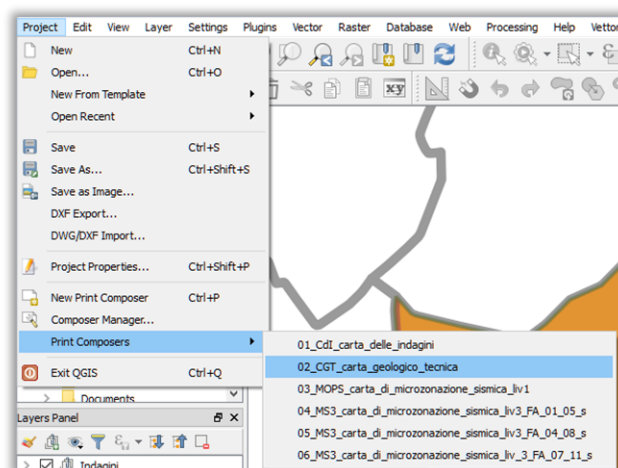 Project Edit View Layer Settings Plugins Vector Raster Database Web Processing Help
New Ctrl+N
Open... Ctrl+O
New From Template
Open Recent
Save Ctrl+S
Save As... Ctrl+Shift+S
Save as Image...
DXF Export...
DWG/DXF Import...
Project Properties... Ctrl+Shift+P
New Print Composer Ctrl+P
Composer Manager...
Print Composers
Exit QGIS Ctrl+Q
01_CdI_carta_delle_indagini
02_CGT_carta_geologico_tecnica
03_MOPS_carta_di_microzonazione_sismica_liv1
04_MS3_carta_di_microzonazione_sismica_liv3_FA_01_05_s
05_MS3_carta_di_microzonazione_sismica_liv3_FA_04_08_s
06_MS3_carta_di_microzonazione_sismica_liv_3_FA_07_11_s
Documents
Layers Panel
Indagini